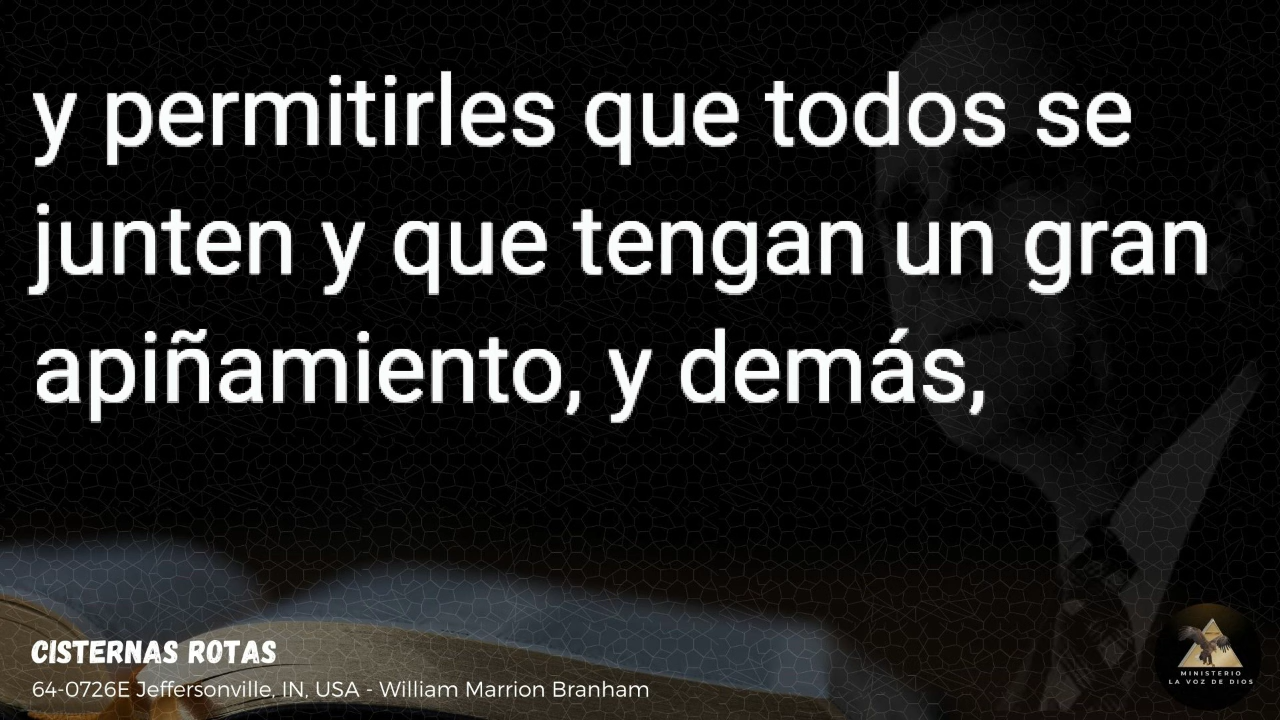 y permitirles que todos se
junten y que tengan un gran
apiñamiento, y demás,
CISTERNAS ROTAS
64-0726E Jeffersonville, IN, USA - William Marrion Branham
MINISTERIO
LA VOZ DE DIOS